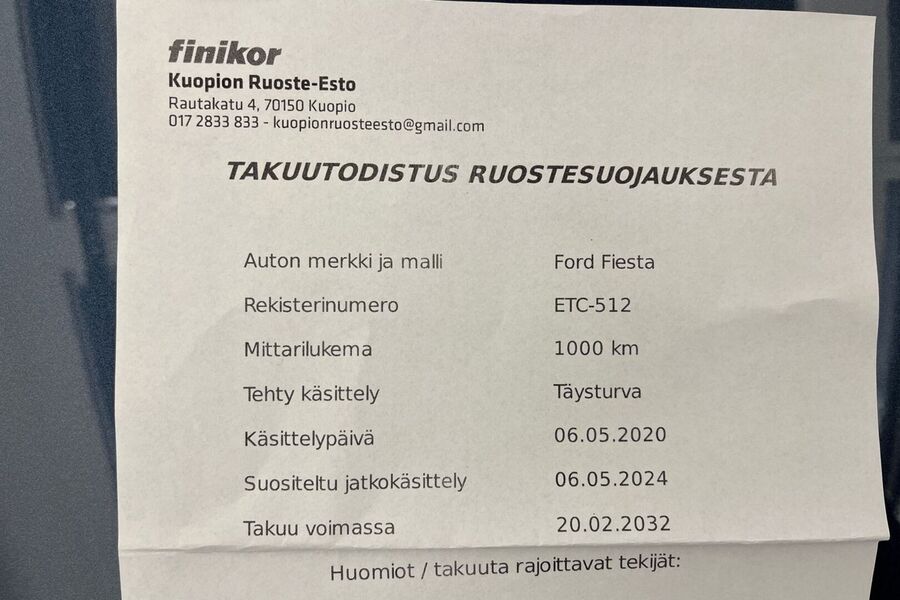 finikor
Kuopion Ruoste-Esto
Rautakatu 4, 70150 Kuopio
017 2833 833 - kuopionruosteesto@gmail.com
TAKUUTODISTUS RUOSTESUOJAUKSESTA
Auton merkki ja malli Ford Fiesta
Rekisterinumero ETC-512
Mittarilukema 1000 km
Tehty käsittely Täysturva
Käsittelypäivä 06.05.2020
Suositeltu jatkokäsittely 06.05.2024
Takuu voimassa 20.02.2032
Huomiot / takuuta rajoittavat tekijät: